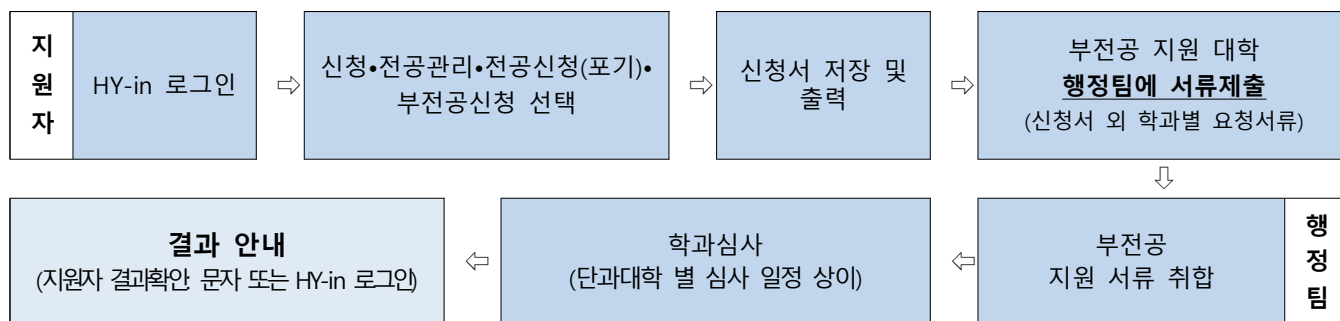 지
원
자
HY-in 로그인
⇨
신청•전공관리•전공신청(포기)•
부전공신청 선택
⇨
신청서 저장 및
출력
⇨
부전공 지원 대학
행정팀에 서류제출
(신청서 외 학과별 요청서류)
⇩
행
정
팀
부전공
지원 서류 취합
⇦
학과심사
(단과대학 별 심사 일정 상이)
⇦
결과 안내
(지원자 결과확인: 문자 또는 HY-in 로그인)